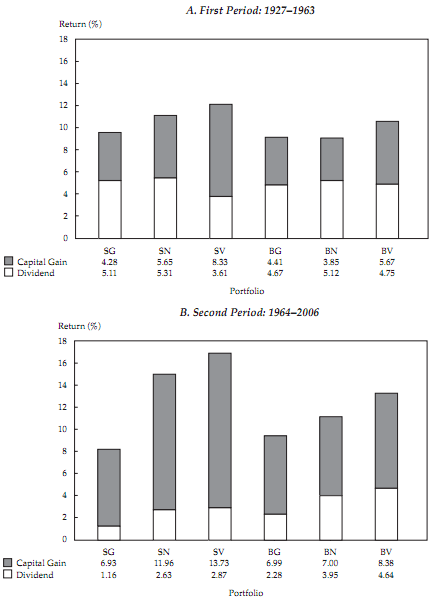 A. First Period: 1927–1963
Return (%)
18
16
14
12
10
8
6
4
2
0
SG SN SV BG BN BV
Capital Gain 4.28 5.65 8.33 4.41 3.85 5.67
Dividend 5.11 5.31 3.61 4.67 5.12 4.75
Portfolio
B. Second Period: 1964–2006
Return (%)
18
16
14
12
10
8
6
4
2
0
SG SN SV BG BN BV
Capital Gain 6.93 11.96 13.73 6.99 7.00 8.38
Dividend 1.16 2.63 2.87 2.28 3.95 4.64
Portfolio